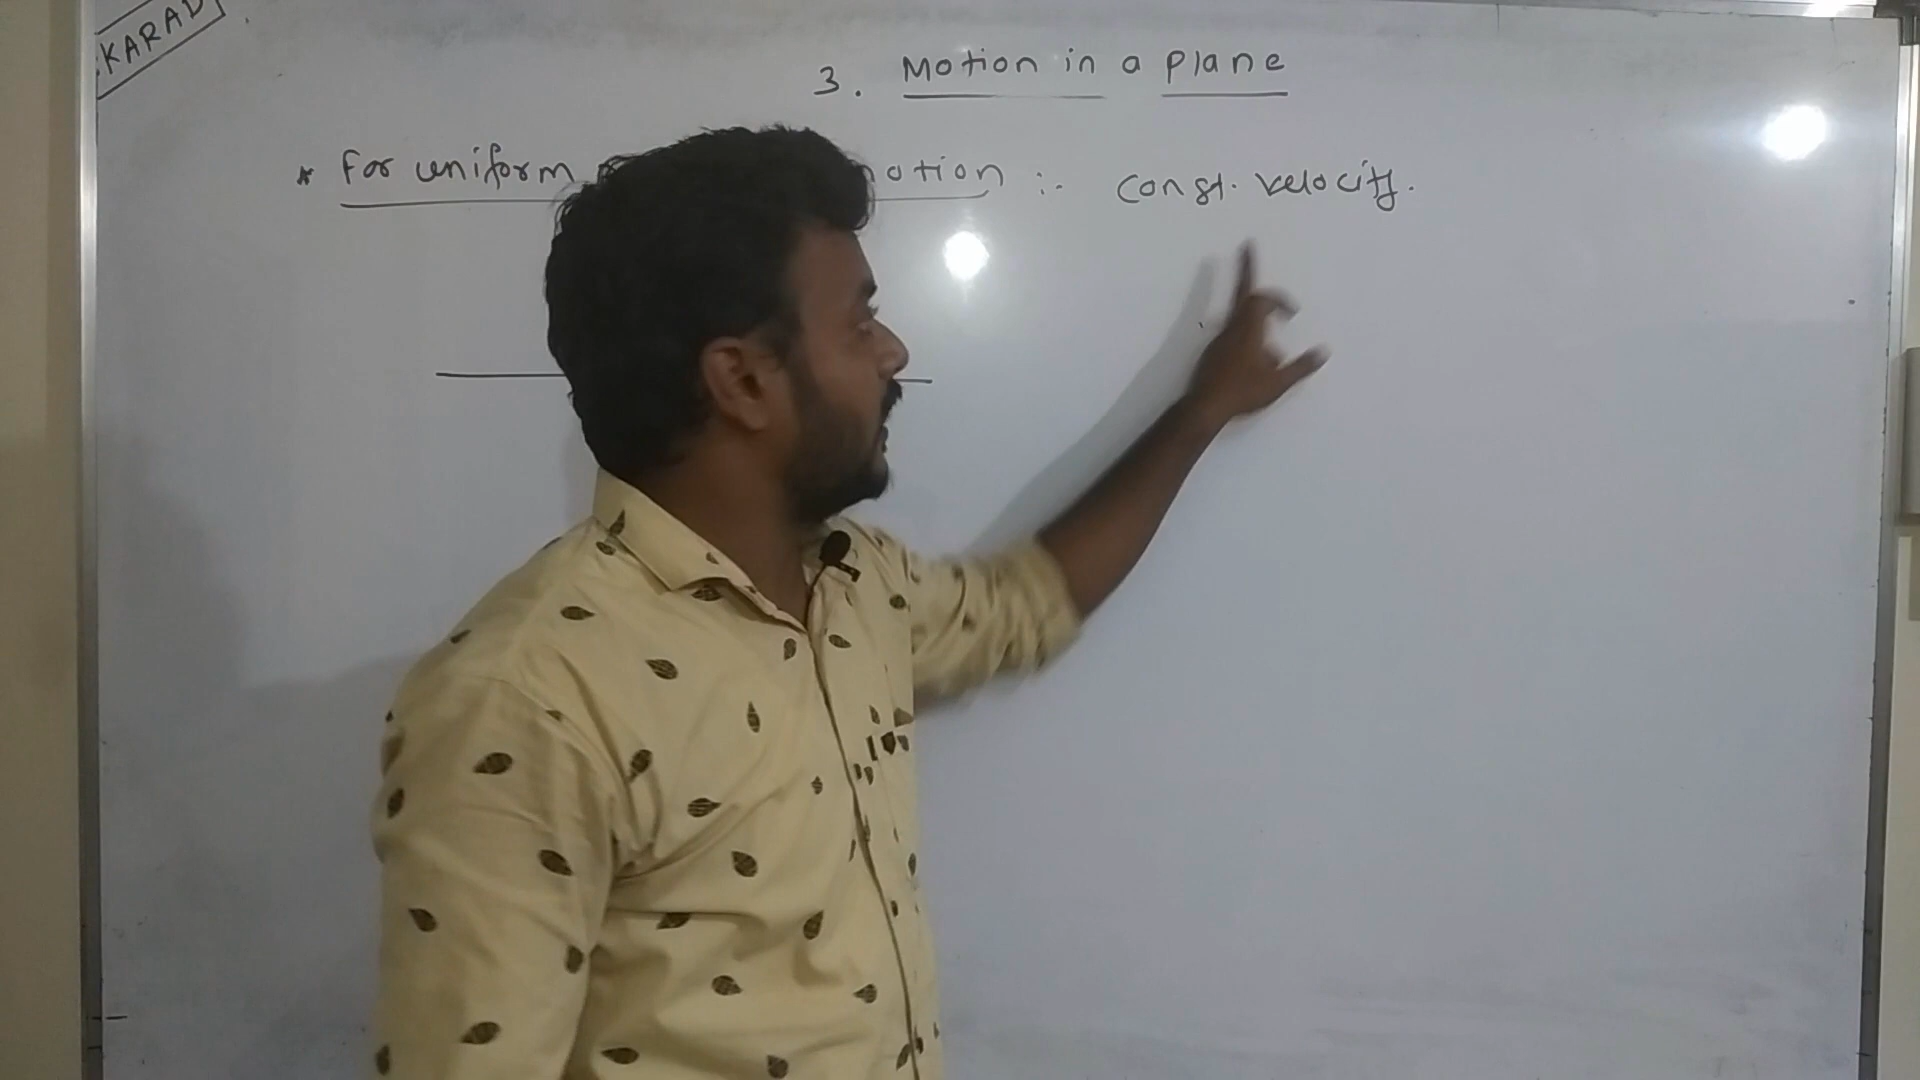 KARAD
3. Motion in a plane
* For uniform motion :- const. velocity.